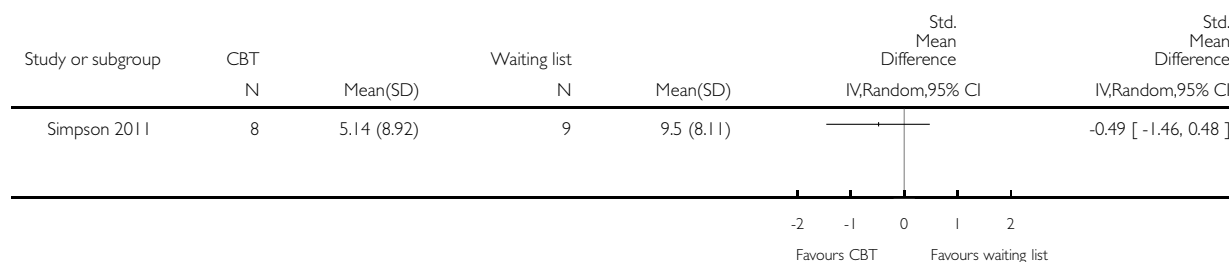 Std. Std.
Mean Mean
Study or subgroup CBT Waiting list Difference Difference
N Mean(SD) N Mean(SD) IV,Random,95% CI IV,Random,95% CI
Simpson 2011 8 5.14 (8.92) 9 9.5 (8.11) -0.49 [ -1.46, 0.48 ]
-2 -1 0 1 2
Favours CBT Favours waiting list